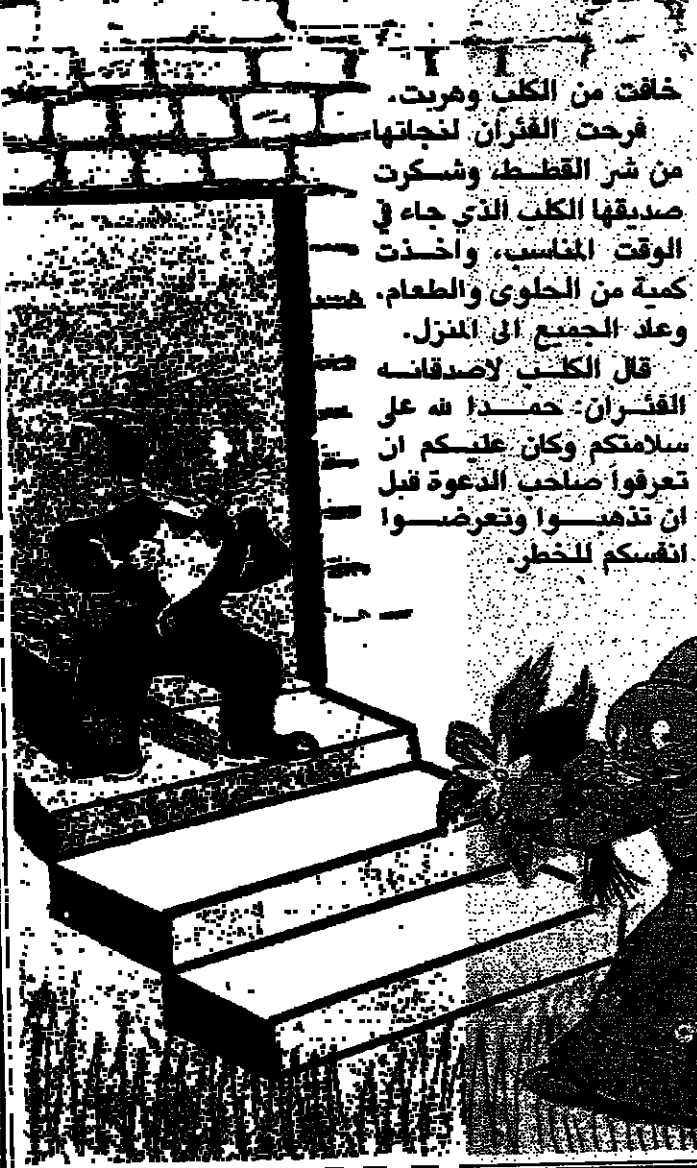 خافت من الكلب وهربت.
فرحت الفئران لنجاتها
من شر القطط، وشكرت
صديقها الكلب الذي جاء في
الوقت المناسب، واخذت
كمية من الحلوى والطعام.
وعاد الجميع الى المنزل.
قال الكلب لاصدقائه
الفئران: حمدا لله على
سلامتكم وكان عليكم ان
تعرفوا صاحب الدعوة قبل
ان تذهبوا وتعرضوا
انفسكم للخطر.